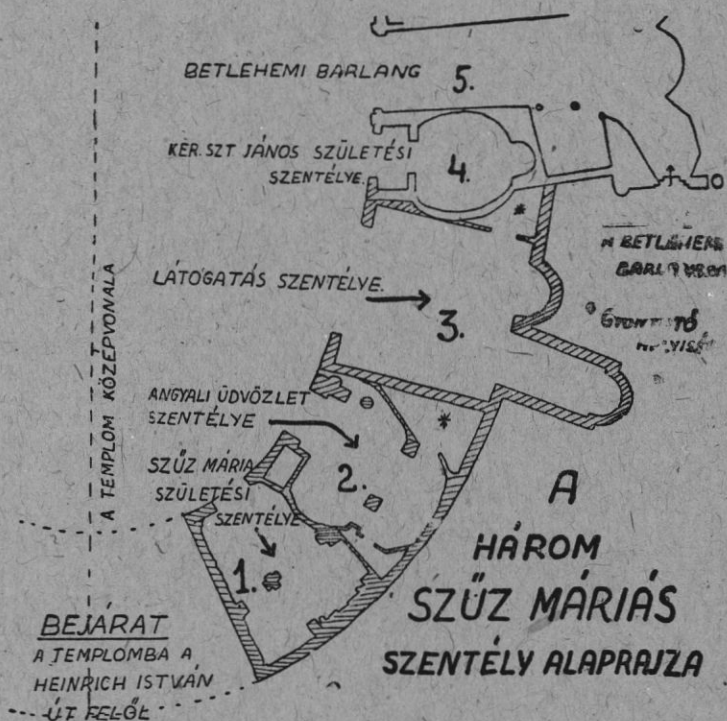 BETLEHEMI BARLANG
5.
KER. SZT JÁNOS SZÜLETÉSI
SZENTÉLYE.
4.
LÁTOGATÁS SZENTÉLYE.
3.
BETLEHEMI
A TEMPLOM KÖZÉPVONALA
ANGYALI ÜDVÖZLET
SZENTÉLYE
2.
SZŰZ MÁRIA
SZÜLETÉSI
SZENTÉLYE
1.
A
HÁROM
SZŰZ MÁRIÁS
SZENTÉLY ALAPRAJZA
BEJÁRAT
A TEMPLOMBA A
HEINRICH ISTVÁN
ÚT FELŐL